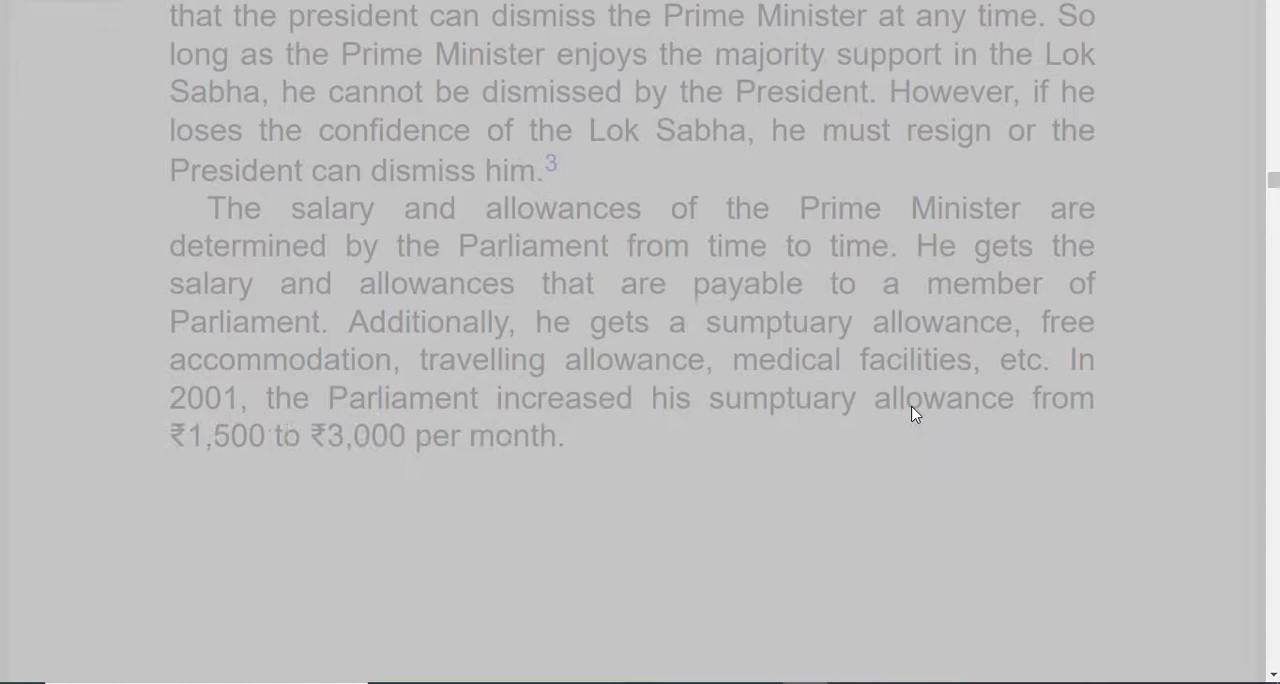 that the president can dismiss the Prime Minister at any time. So
long as the Prime Minister enjoys the majority support in the Lok
Sabha, he cannot be dismissed by the President. However, if he
loses the confidence of the Lok Sabha, he must resign or the
President can dismiss him.3
The salary and allowances of the Prime Minister are
determined by the Parliament from time to time. He gets the
salary and allowances that are payable to a member of
Parliament. Additionally, he gets a sumptuary allowance, free
accommodation, travelling allowance, medical facilities, etc. In
2001, the Parliament increased his sumptuary allowance from
₹1,500 to ₹3,000 per month.